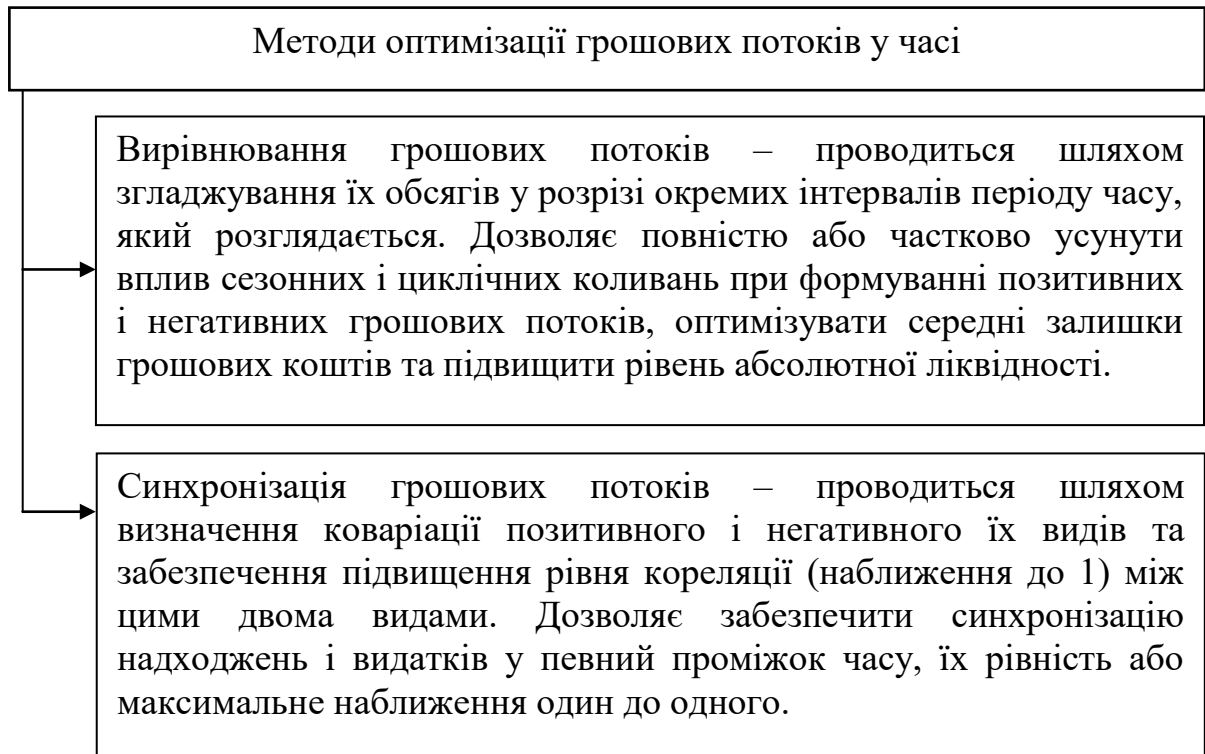 Методи оптимізації грошових потоків у часі
Вирівнювання грошових потоків – проводиться шляхом
згладжування їх обсягів у розрізі окремих інтервалів періоду часу,
який розглядається. Дозволяє повністю або частково усунути
вплив сезонних і циклічних коливань при формуванні позитивних
і негативних грошових потоків, оптимізувати середні залишки
грошових коштів та підвищити рівень абсолютної ліквідності.
Синхронізація грошових потоків – проводиться шляхом
визначення коваріації позитивного і негативного їх видів та
забезпечення підвищення рівня кореляції (наближення до 1) між
цими двома видами. Дозволяє забезпечити синхронізацію
надходжень і видатків у певний проміжок часу, їх рівність або
максимальне наближення один до одного.